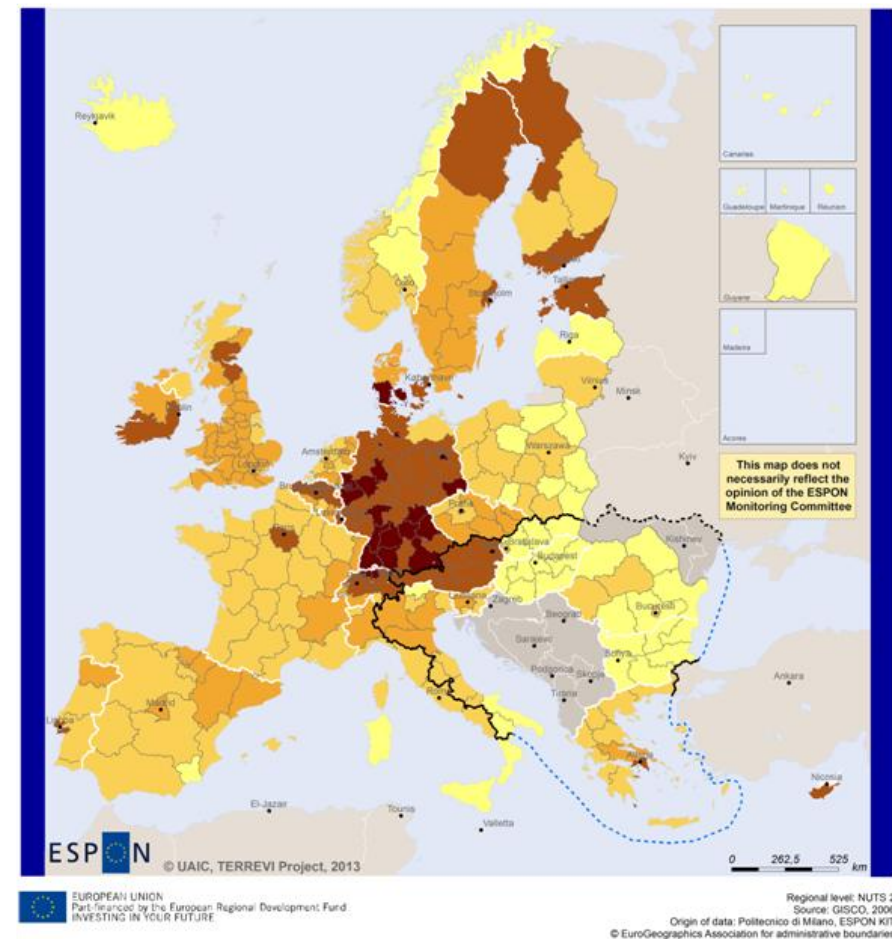 Reykjavik
Canarias
Guadeloupe Martinique Réunion
Guyane
Madeira
Acores
This map does not
necessarily reflect the
opinion of the ESPON
Monitoring Committee
Oslo
Stockholm
Tallinn
Riga
København
Vilnius
Minsk
Dublin
London
Amsterdam
Warszawa
Kyiv
Praha
Paris
Bratislava
Budapest
Kishinev
Zagreb
Beograd
Bucuresti
Sarajevo
Sofiya
Podgorica
Skopje
Tirana
Roma
Madrid
Lisboa
Ankara
Nicosia
El-Jazair
Tounis
Valletta
ESPON
© UAIC, TERREVI Project, 2013
0 262,5 525
km
EUROPEAN UNION
Part-financed by the European Regional Development Fund
INVESTING IN YOUR FUTURE
Regional level: NUTS 2
Source: GISCO, 2006
Origin of data: Politecnico di Milano, ESPON KIT
© EuroGeographics Association for administrative boundaries